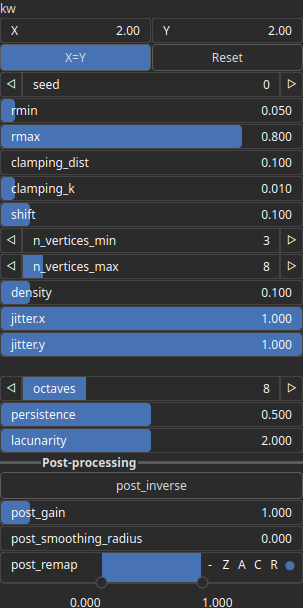 kw
X 2.00 Y 2.00
X=Y Reset
seed 0
rmin 0.050
rmax 0.800
clamping_dist 0.100
clamping_k 0.010
shift 0.100
n_vertices_min 3
n_vertices_max 8
density 0.100
jitter.x 1.000
jitter.y 1.000
octaves 8
persistence 0.500
lacunarity 2.000
Post-processing
post_inverse
post_gain 1.000
post_smoothing_radius 0.000
post_remap - Z A C R
0.000 1.000